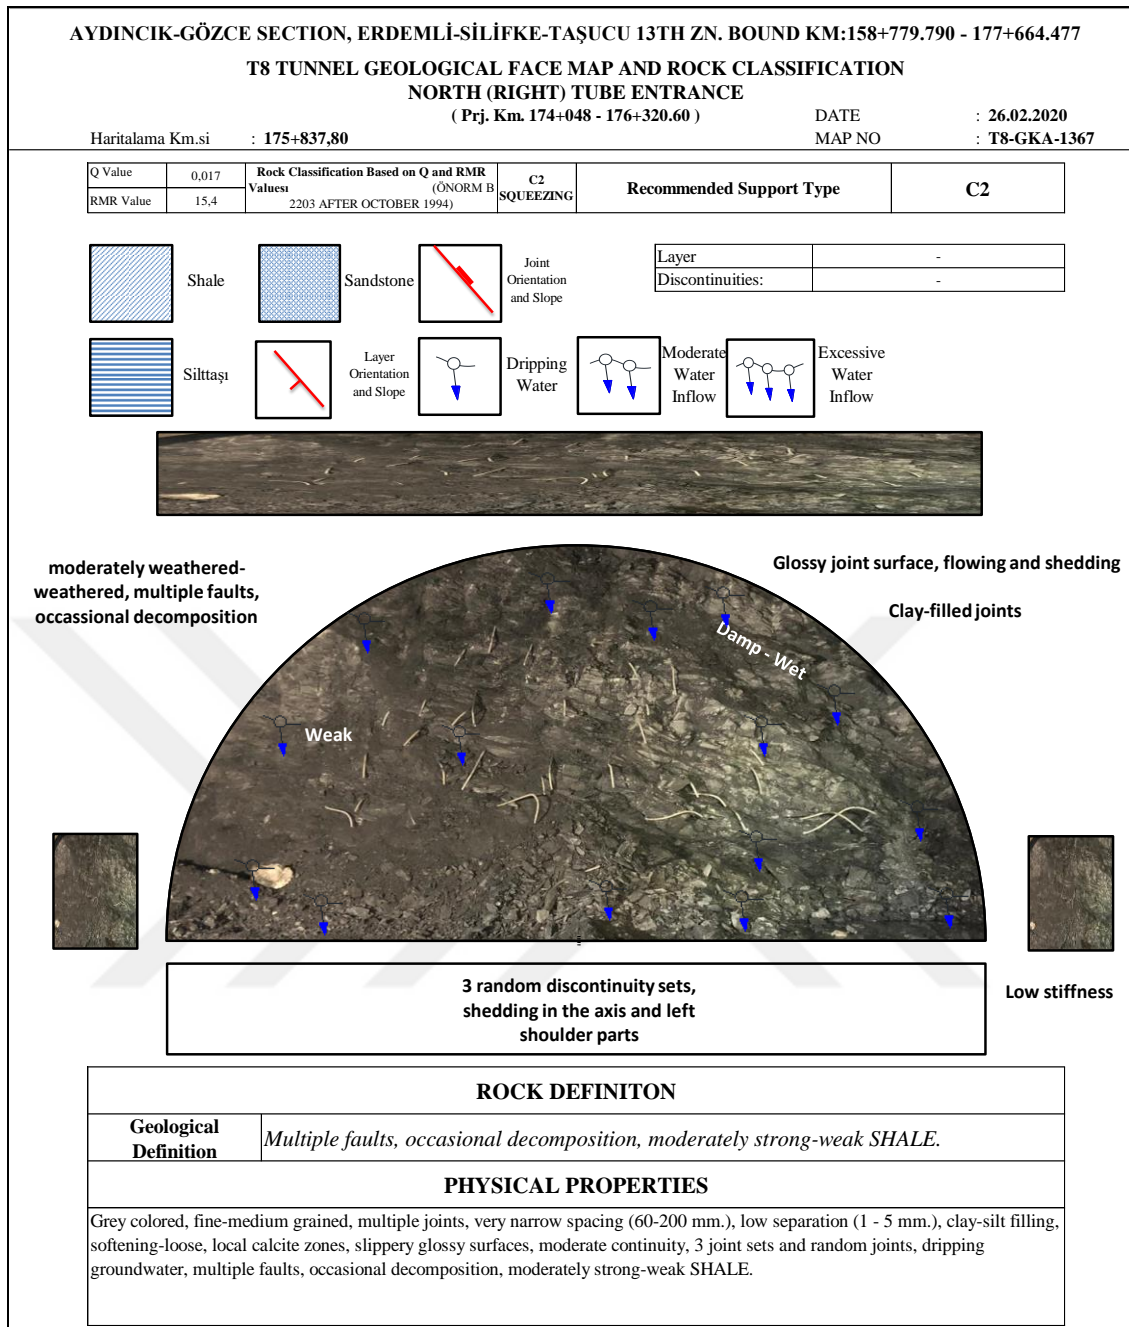 AYDINCIK-GÖZCE SECTION, ERDEMLİ-SİLİFKE-TAŞUCU 13TH ZN. BOUND KM:158+779.790 - 177+664.477
T8 TUNNEL GEOLOGICAL FACE MAP AND ROCK CLASSIFICATION
NORTH (RIGHT) TUBE ENTRANCE
( Prj. Km. 174+048 - 176+320.60 )
DATE : 26.02.2020
Haritalama Km.si : 175+837,80
MAP NO : T8-GKA-1367
Q Value 0,017
RMR Value 15,4
Rock Classification Based on Q and RMR
Valuesı (ÖNORM B
2203 AFTER OCTOBER 1994)
C2
SQUEEZING
Recommended Support Type
C2
Shale
Sandstone
Joint
Orientation
and Slope
Layer -
Discontinuities: -
Silttaşı
Layer
Orientation
and Slope
Dripping
Water
Moderate
Water
Inflow
Excessive
Water
Inflow
moderately weathered-
weathered, multiple faults,
occassional decomposition
Glossy joint surface, flowing and shedding
Clay-filled joints
Damp - Wet
Weak
3 random discontinuity sets,
shedding in the axis and left
shoulder parts
Low stiffness
ROCK DEFINITON
Geological
Definition
Multiple faults, occasional decomposition, moderately strong-weak SHALE.
PHYSICAL PROPERTIES
Grey colored, fine-medium grained, multiple joints, very narrow spacing (60-200 mm.), low separation (1 - 5 mm.), clay-silt filling,
softening-loose, local calcite zones, slippery glossy surfaces, moderate continuity, 3 joint sets and random joints, dripping
groundwater, multiple faults, occasional decomposition, moderately strong-weak SHALE.